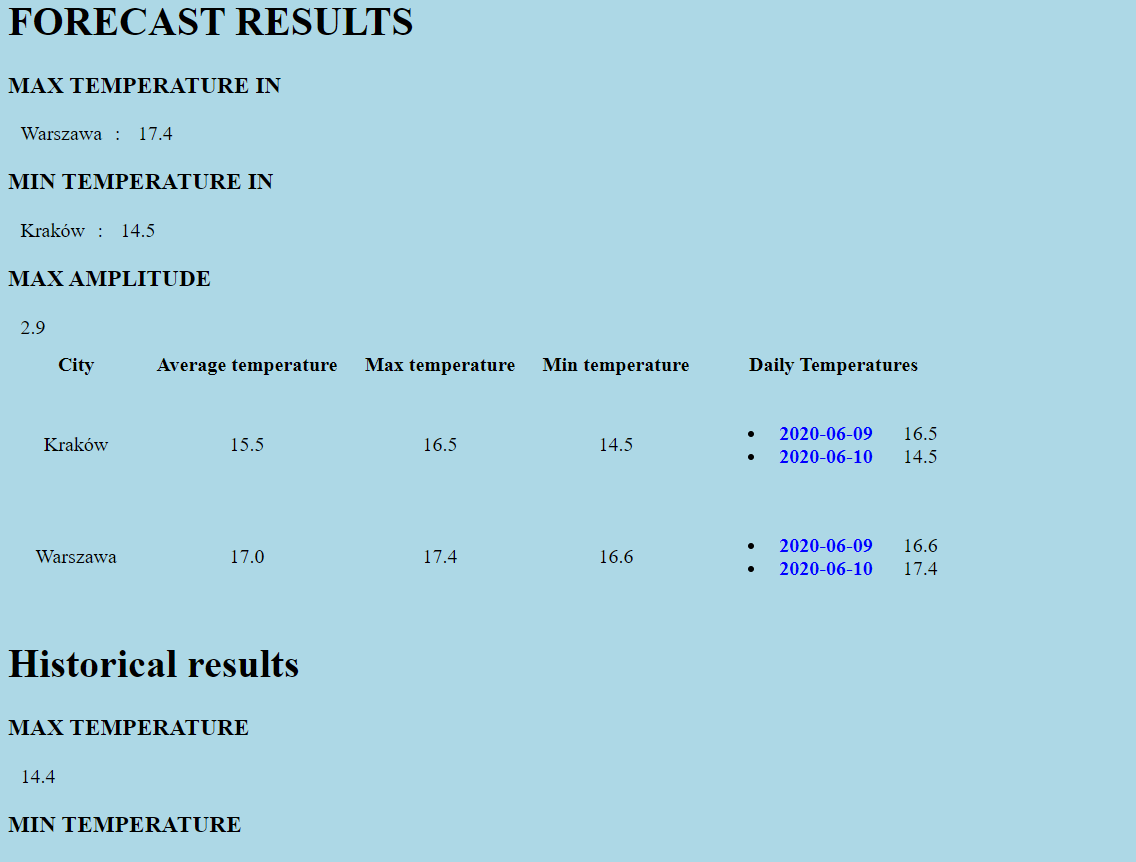 FORECAST RESULTS
MAX TEMPERATURE IN
Warszawa : 17.4
MIN TEMPERATURE IN
Kraków : 14.5
MAX AMPLITUDE
2.9
City Average temperature Max temperature Min temperature Daily Temperatures
Kraków 15.5 16.5 14.5
• 2020-06-09 16.5
• 2020-06-10 14.5
Warszawa 17.0 17.4 16.6
• 2020-06-09 16.6
• 2020-06-10 17.4
Historical results
MAX TEMPERATURE
14.4
MIN TEMPERATURE